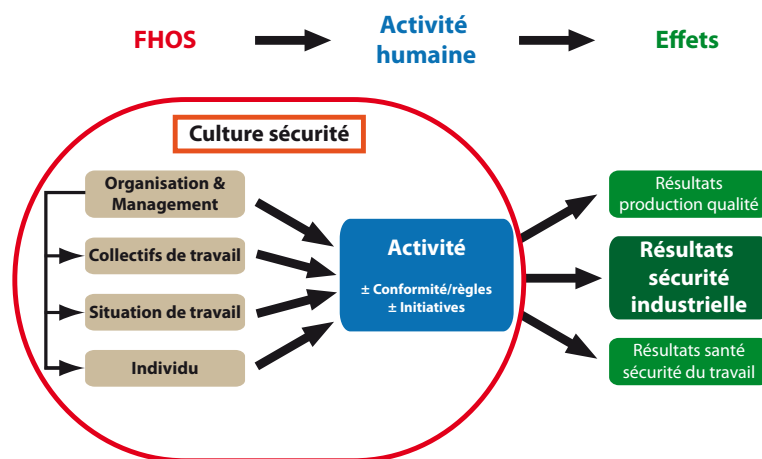 FHOS
Activité
humaine
Effets
Culture sécurité
Organisation &
Management
Collectifs de travail
Situation de travail
Individu
Activité
± Conformité/règles
± Initiatives
Résultats
production qualité
Résultats
sécurité
industrielle
Résultats santé
sécurité du travail